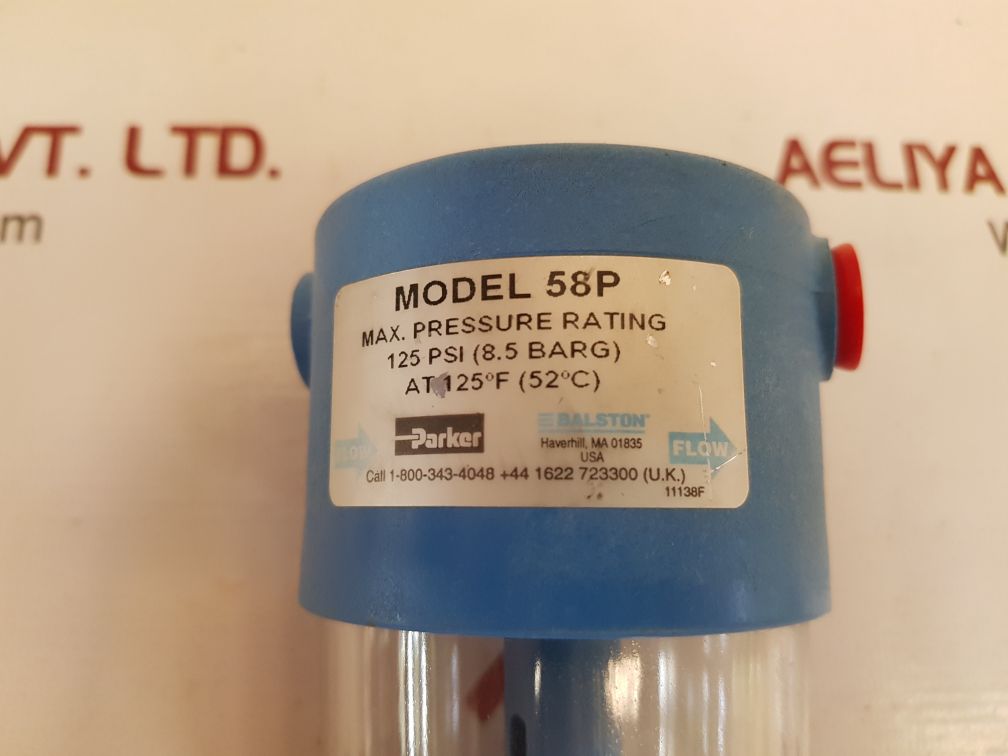 VT. LTD.
m
AELIYA
MODEL 58P
MAX. PRESSURE RATING
125 PSI (8.5 BARG)
AT 125°F (52°C)
FLOW
Parker
BALSTON
Haverhill, MA 01835
USA
FLOW
Call 1-800-343-4048 +44 1622 723300 (U.K.)
11138F